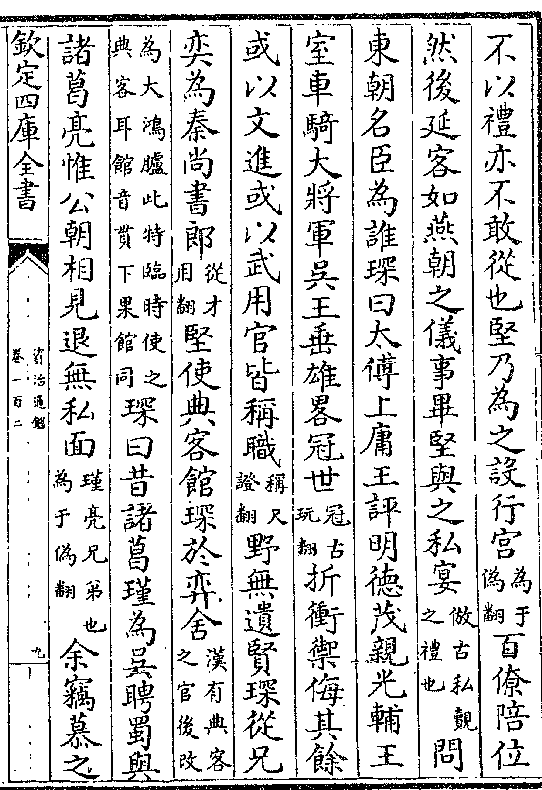 不以禮亦不敢從也堅乃為之設行宮為于偽翻百僚陪位
然後延客如燕朝之儀事畢堅與之私宴倣古私覿之禮也問
東朝名臣為誰琛曰太傅上庸王評明德茂親光輔王
室車騎大將軍吳王垂雄畧冠世冠古玩翻折衝禦侮其餘
或以文進或以武用官皆稱職稱尺證翻野無遺賢琛從兄
奕為秦尚書郎從才用翻堅使典客館琛於奕舍漢有典客之官後改
為大鴻臚此特臨時使之典客耳館音貫下果館同琛曰昔諸葛瑾為吳聘蜀與
諸葛亮惟公朝相見退無私面瑾亮兄弟也為于偽翻余竊慕之
欽定四庫全書
資治通鑑
卷一百二
九